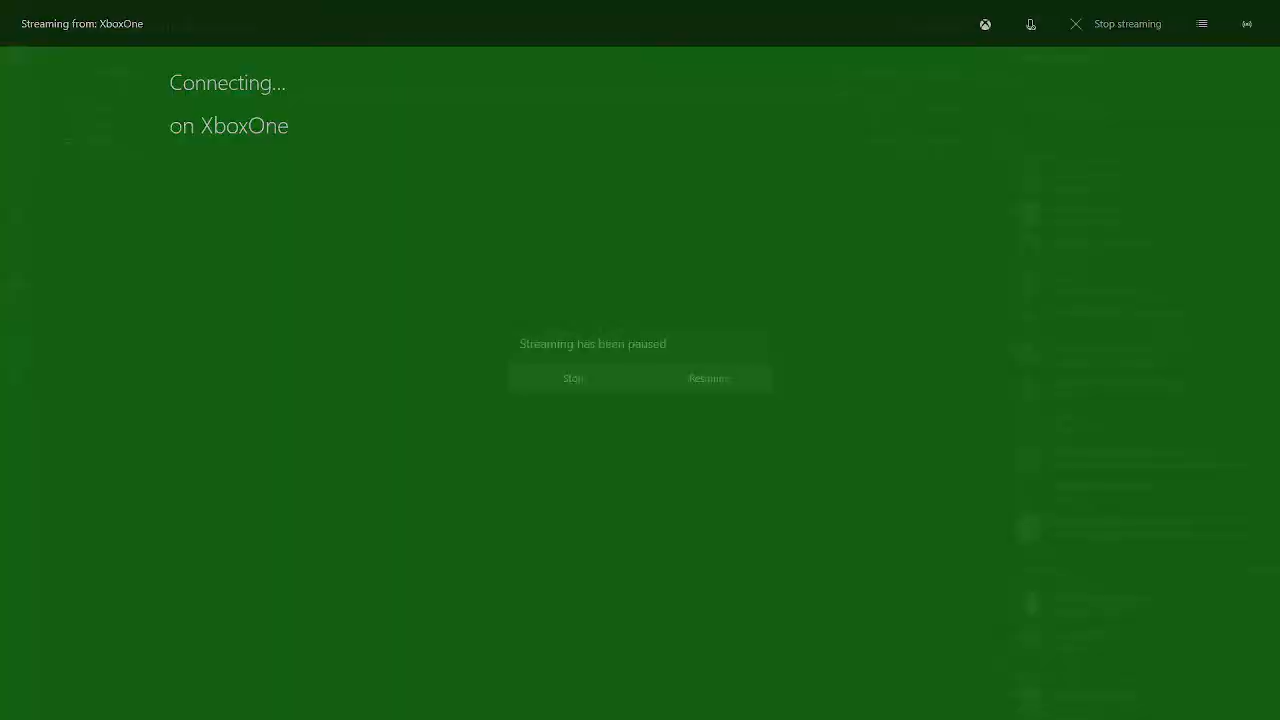 Streaming from: XboxOne
Stop streaming
Connecting...
on XboxOne
Streaming has been paused
Stop
Resume